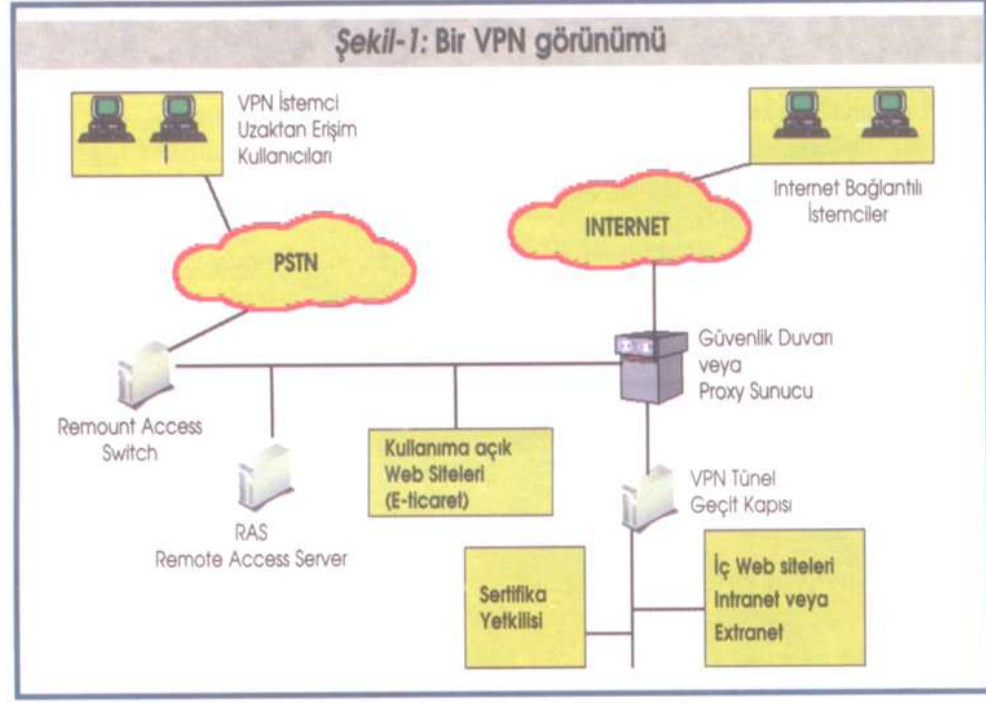 Şekil-1: Bir VPN görünümü
VPN İstemci
Uzaktan Erişim
Kullanıcıları
Internet Bağlantılı
İstemciler
PSTN
INTERNET
Güvenlik Duvarı
veya
Proxy Sunucu
Remount Access
Switch
RAS
Remote Access Server
Kullanıma açık
Web Siteleri
(E-ticaret)
VPN Tünel
Geçit Kapısı
Sertifika
Yetkilisi
İç Web siteleri
Intranet veya
Extranet